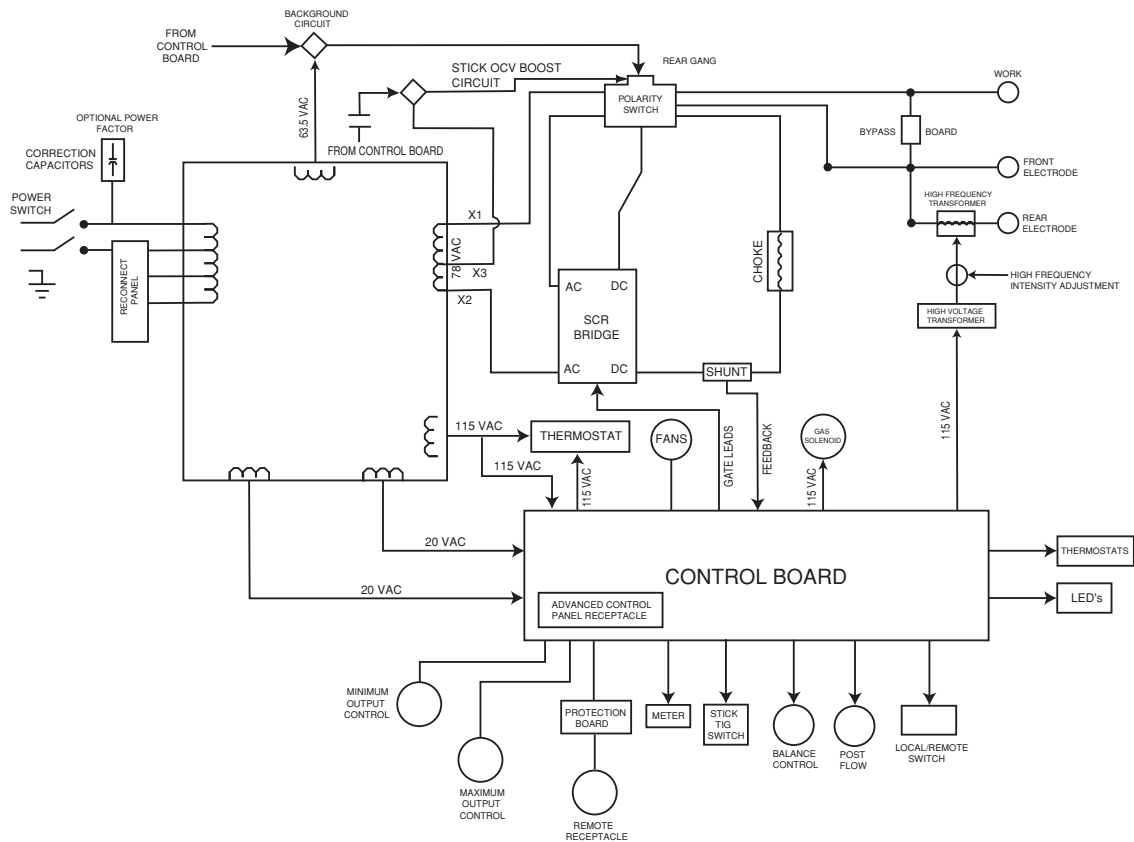 BACKGROUND
CIRCUIT
FROM
CONTROL
BOARD
63.5 VAC
STICK OCV BOOST
CIRCUIT
FROM CONTROL BOARD
REAR GANG
POLARITY
SWITCH
WORK
BYPASS
BOARD
FRONT
ELECTRODE
HIGH FREQUENCY
TRANSFORMER
REAR
ELECTRODE
HIGH FREQUENCY
INTENSITY ADJUSTMENT
HIGH VOLTAGE
TRANSFORMER
115 VAC
OPTIONAL POWER
FACTOR
CORRECTION
CAPACITORS
POWER
SWITCH
RECONNECT
PANEL
X1
78 VAC
X3
X2
CHOKE
AC
DC
SCR
BRIDGE
AC
DC
SHUNT
115 VAC
THERMOSTAT
115 VAC
115 VAC
FANS
GATE LEADS
FEEDBACK
GAS
SOLENOID
115 VAC
20 VAC
20 VAC
CONTROL BOARD
ADVANCED CONTROL
PANEL RECEPTACLE
THERMOSTATS
LED's
MINIMUM
OUTPUT
CONTROL
MAXIMUM
OUTPUT
CONTROL
PROTECTION
BOARD
REMOTE
RECEPTACLE
METER
STICK
TIG
SWITCH
BALANCE
CONTROL
POST
FLOW
LOCAL/REMOTE
SWITCH